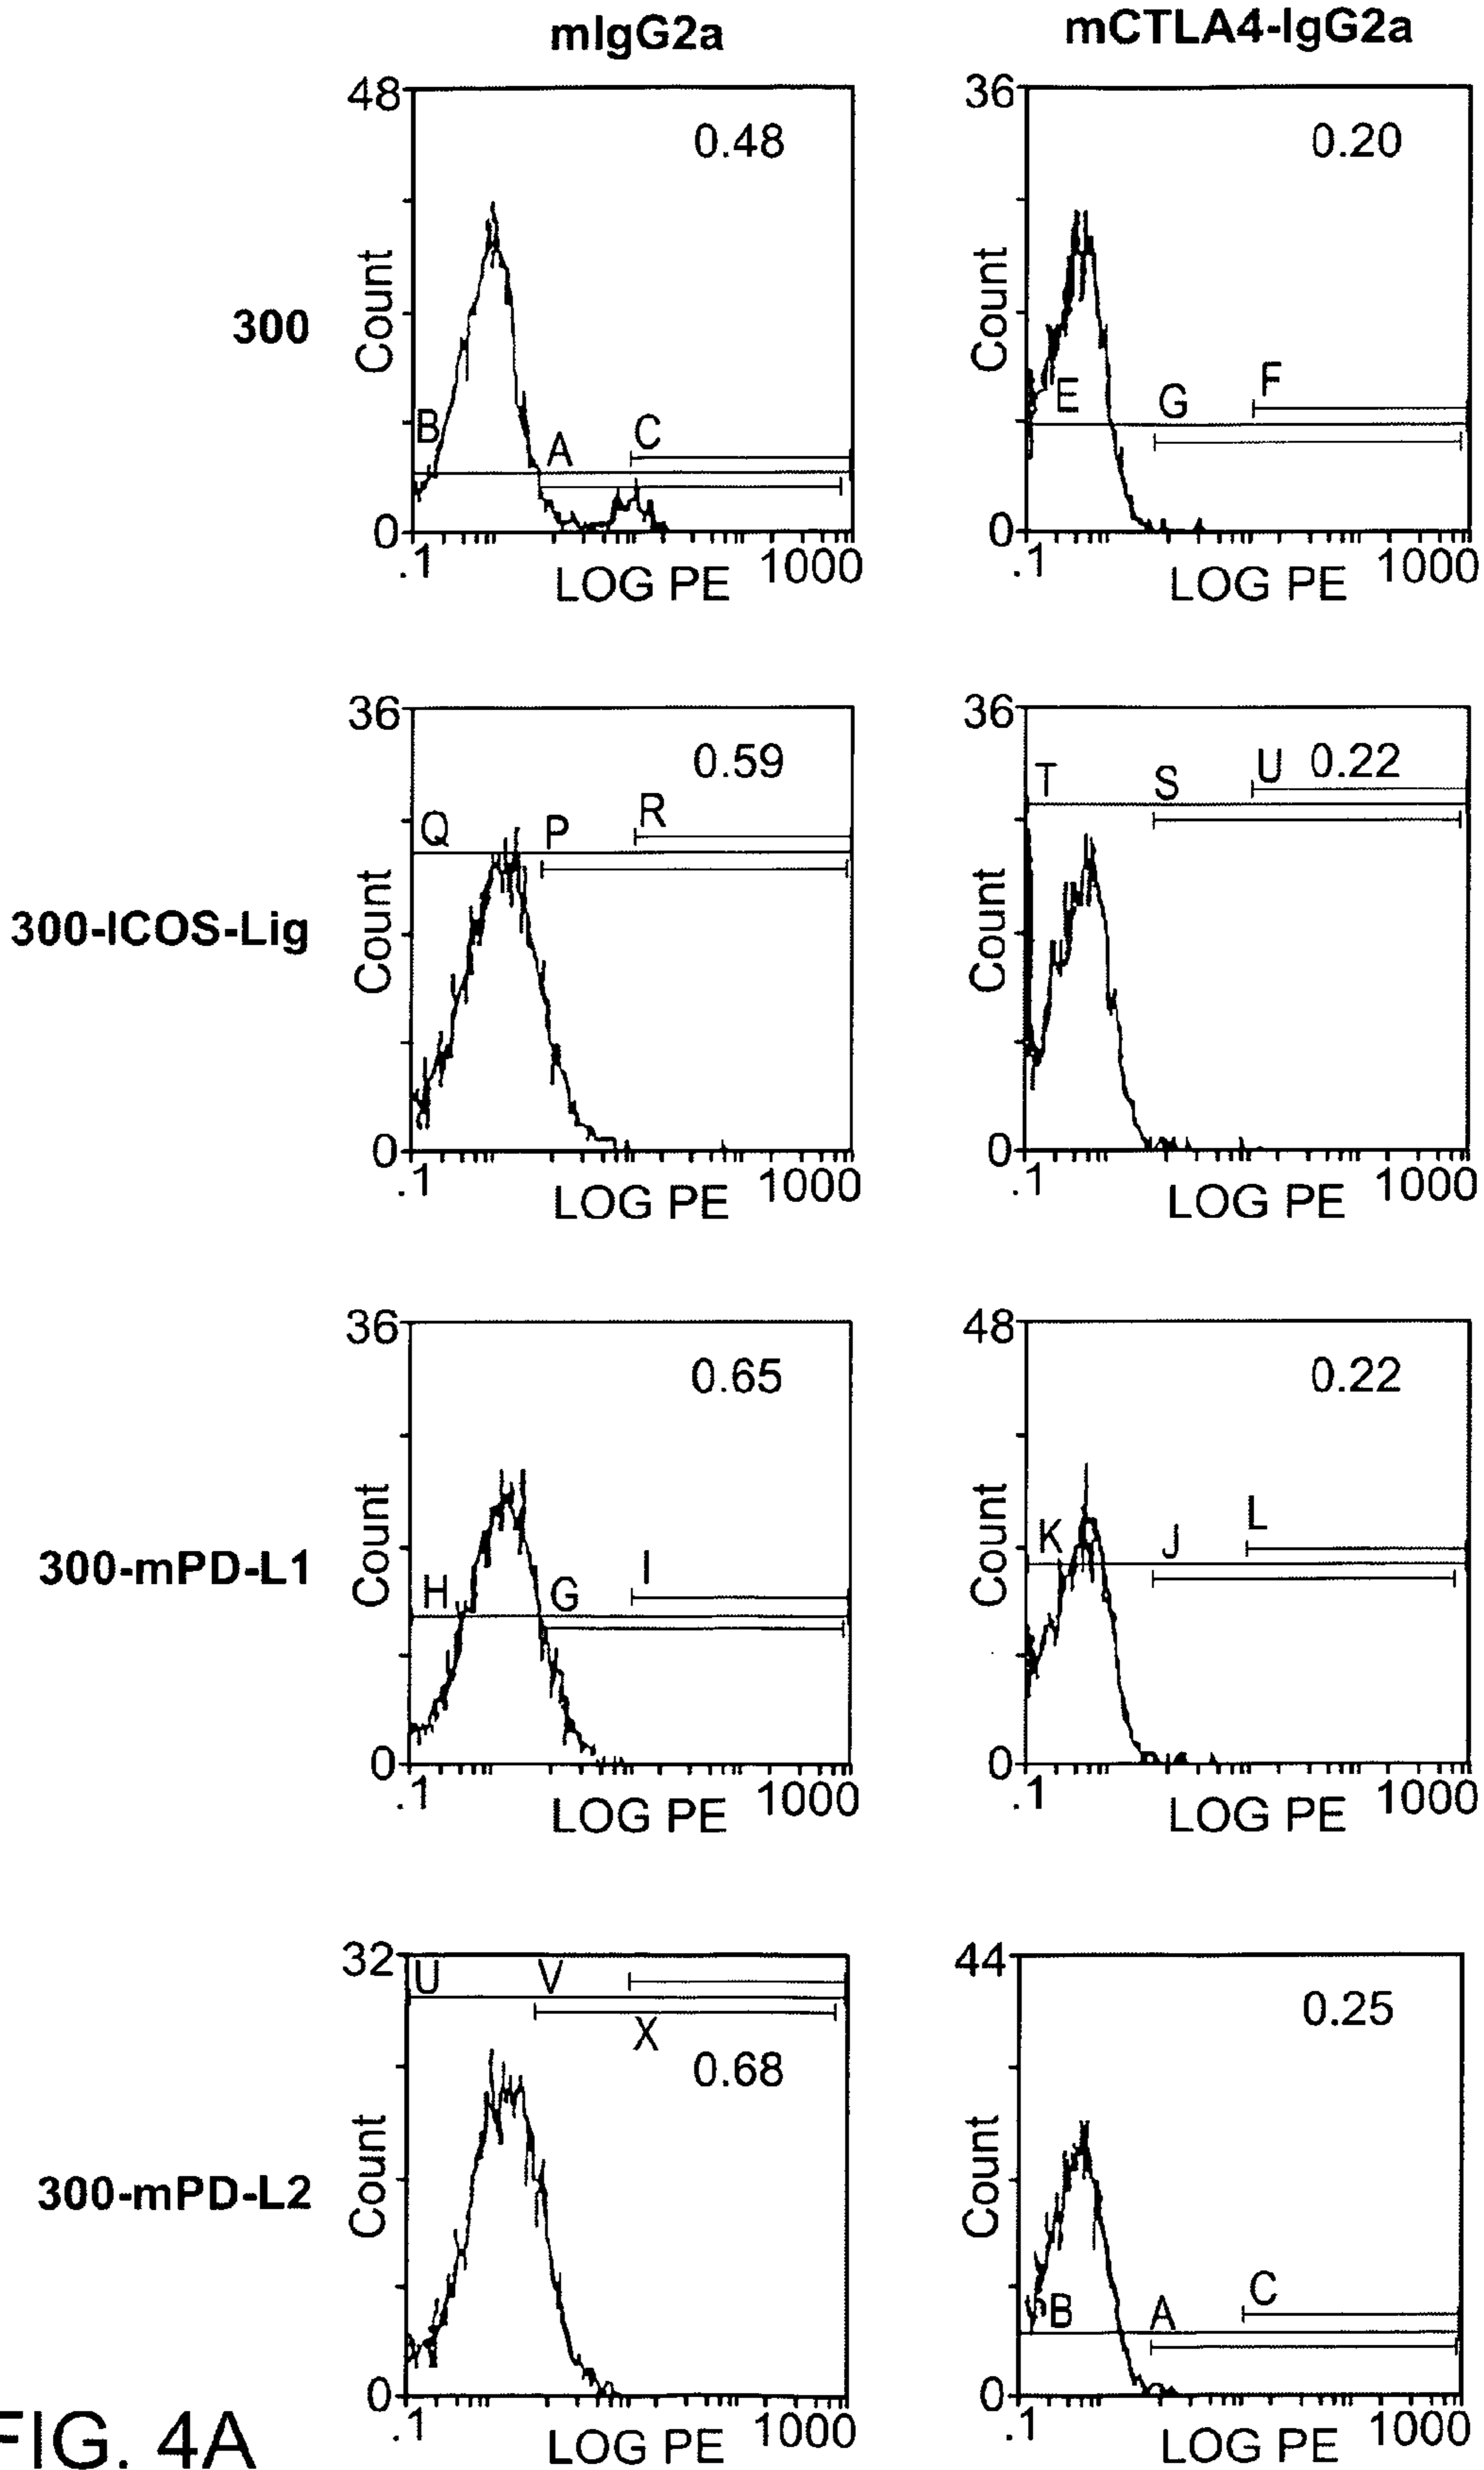 mIgG2a mCTLA4-IgG2a
300
48 0.48 Count B A C 0 .1 1000 LOG PE
36 0.20 Count E G F 0 .1 1000 LOG PE
300-ICOS-Lig
36 0.59 Count Q P R 0 .1 1000 LOG PE
36 0.22 Count T S U 0 .1 1000 LOG PE
300-mPD-L1
36 0.65 Count H G I 0 .1 1000 LOG PE
48 0.22 Count K J L 0 .1 1000 LOG PE
300-mPD-L2
32 U V X 0.68 Count 0 .1 1000 LOG PE
44 0.25 Count B A C 0 .1 1000 LOG PE
FIG. 4A